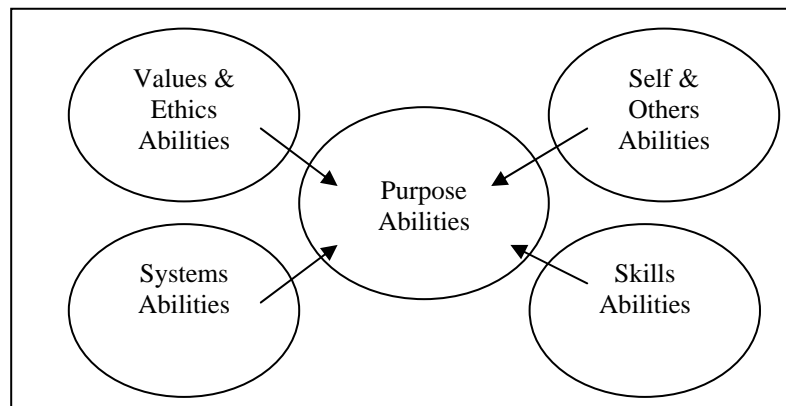 Values &
Ethics
Abilities
Self &
Others
Abilities
Purpose
Abilities
Systems
Abilities
Skills
Abilities